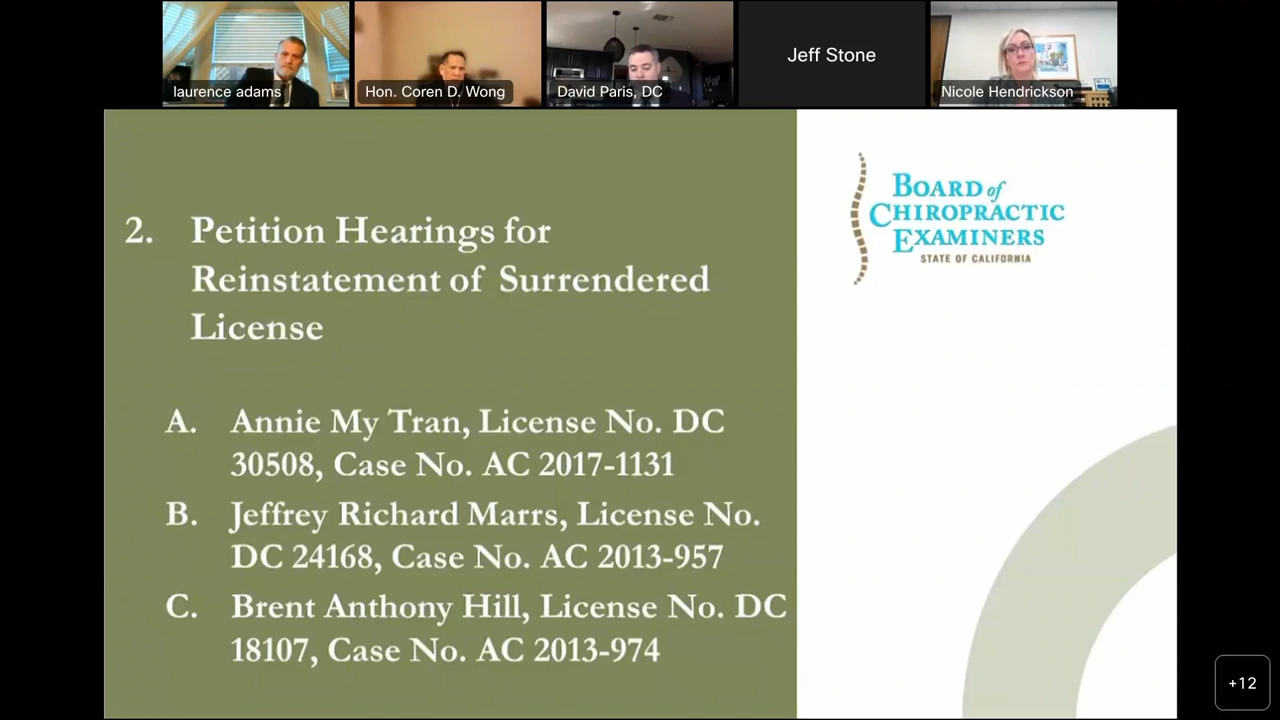 laurence adams
Hon. Coren D. Wong
David Paris, DC
Jeff Stone
Nicole Hendrickson
2. Petition Hearings for
Reinstatement of Surrendered
License
A. Annie My Tran, License No. DC
30508, Case No. AC 2017-1131
B. Jeffrey Richard Marrs, License No.
DC 24168, Case No. AC 2013-957
C. Brent Anthony Hill, License No. DC
18107, Case No. AC 2013-974
BOARD of
CHIROPRACTIC
EXAMINERS
STATE OF CALIFORNIA
+12